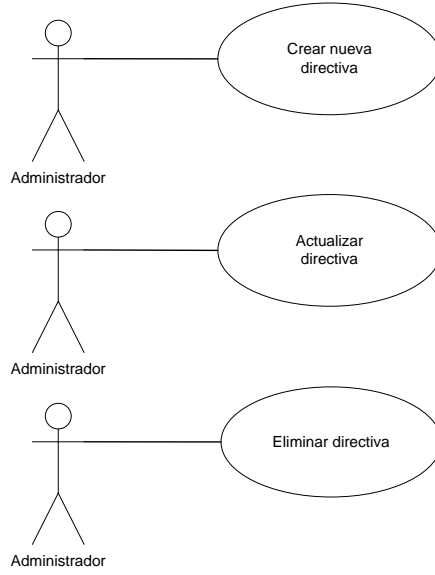 Crear nueva
directiva
Administrador
Actualizar
directiva
Administrador
Eliminar directiva
Administrador